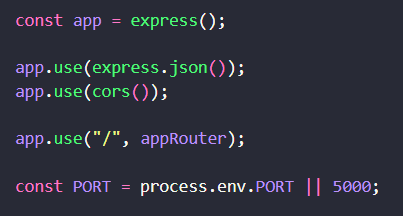 const app = express();
app.use(express.json());
app.use(cors());
app.use("/", appRouter);
const PORT = process.env.PORT || 5000;